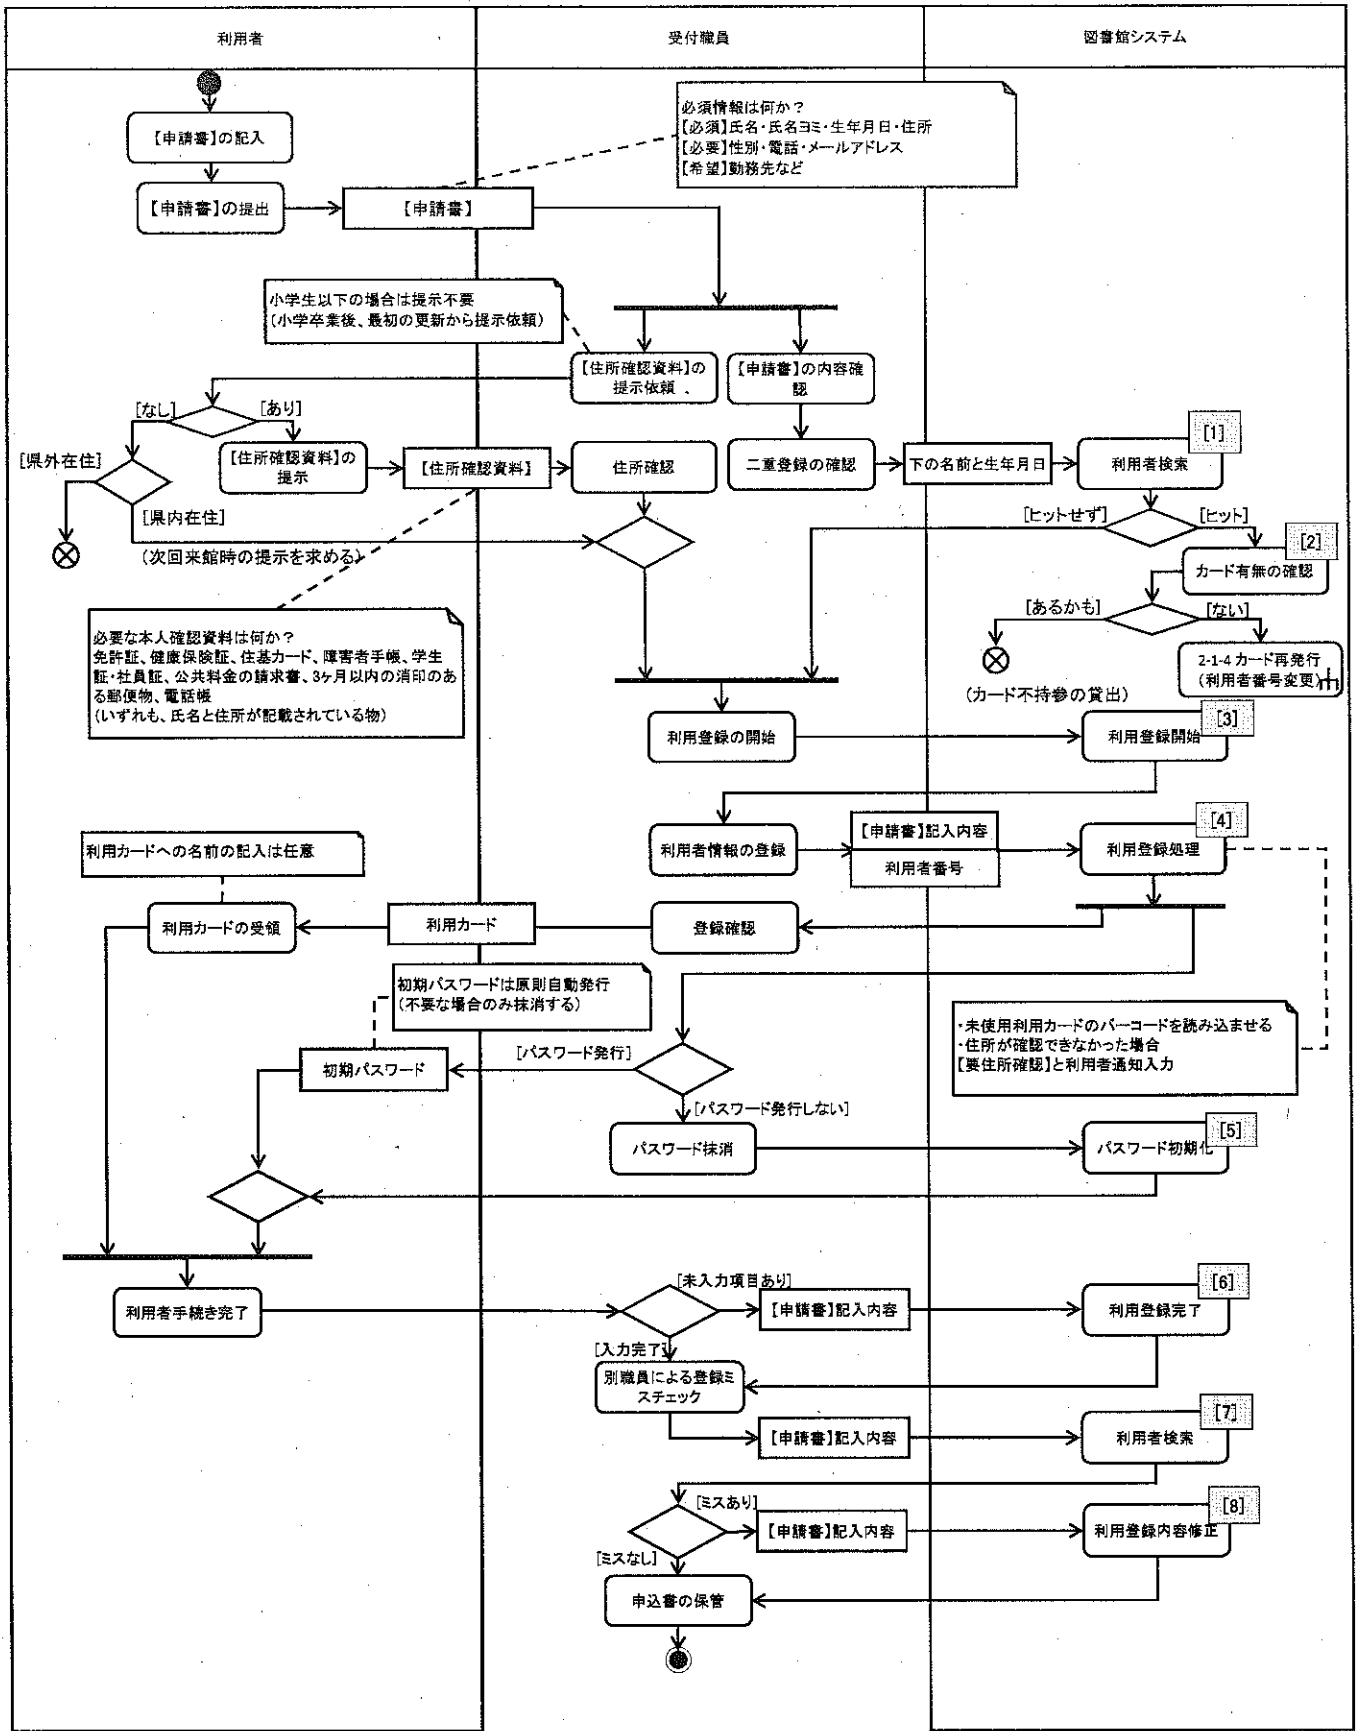 利用者
受付職員
図書館システム
【申請書】の記入
必須情報は何か？
【必須】氏名・氏名ヨミ・生年月日・住所
【必要】性別・電話・メールアドレス
【希望】勤務先など
【申請書】の提出
【申請書】
小学生以下の場合は提示不要
(小学卒業後、最初の更新から提示依頼)
【住所確認資料】の
提示依頼
【申請書】の内容確
認
[なし]
[あり]
[1]
[県外在住]
【住所確認資料】の
提示
【住所確認資料】
住所確認
二重登録の確認
下の名前と生年月日
利用者検索
[県内在住]
(次回来館時の提示を求める)
[ヒットせず]
[ヒット]
[2]
カード有無の確認
[あるかも]
[ない]
必要な本人確認資料は何か？
免許証、健康保険証、住基カード、障害者手帳、学生
証・社員証、公共料金の請求書、3ヶ月以内の消印のあ
る郵便物、電話帳
(いずれも、氏名と住所が記載されている物)
2-1-4 カード再発行
(利用者番号変更)
(カード不持参の貸出)
[3]
利用登録の開始
利用登録開始
[4]
利用カードへの名前の記入は任意
利用者情報の登録
【申請書】記入内容
利用者番号
利用登録処理
利用カードの受領
利用カード
登録確認
初期パスワードは原則自動発行
(不要な場合のみ抹消する)
・未使用利用カードのバーコードを読み込ませる
・住所が確認できなかった場合
【要住所確認】と利用者通知入力
初期パスワード
[パスワード発行]
[パスワード発行しない]
[5]
パスワード抹消
パスワード初期化
[未入力項目あり]
[6]
利用者手続き完了
【申請書】記入内容
利用登録完了
[入力完了]
別職員による登録ミ
スチェック
[7]
【申請書】記入内容
利用者検索
[ミスあり]
[8]
【申請書】記入内容
利用登録内容修正
[ミスなし]
申込書の保管